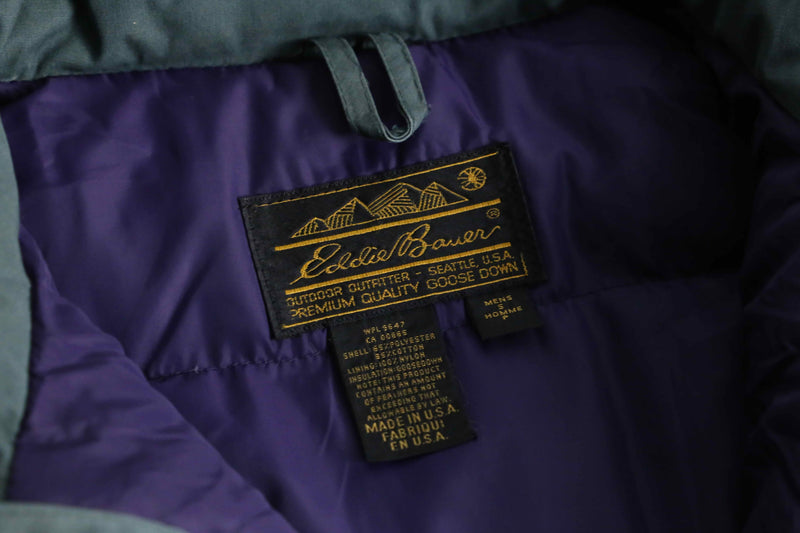 Eddie Bauer ®
OUTDOOR OUTFITTER - SEATTLE, U.S.A.
PREMIUM QUALITY GOOSE DOWN
MENS
S
HOMME
P
WPL 5647
CA 00665
SHELL: 65% POLYESTER
35% COTTON
LINING: 100% NYLON
INSULATION: GOOSEDOWN
NOTE: THIS PRODUCT
CONTAINS AN AMOUNT
OF FEATHERS NOT
EXCEEDING THAT
ALLOWABLE BY LAW.
MADE IN U.S.A.
FABRIQUÉ
EN U.S.A.